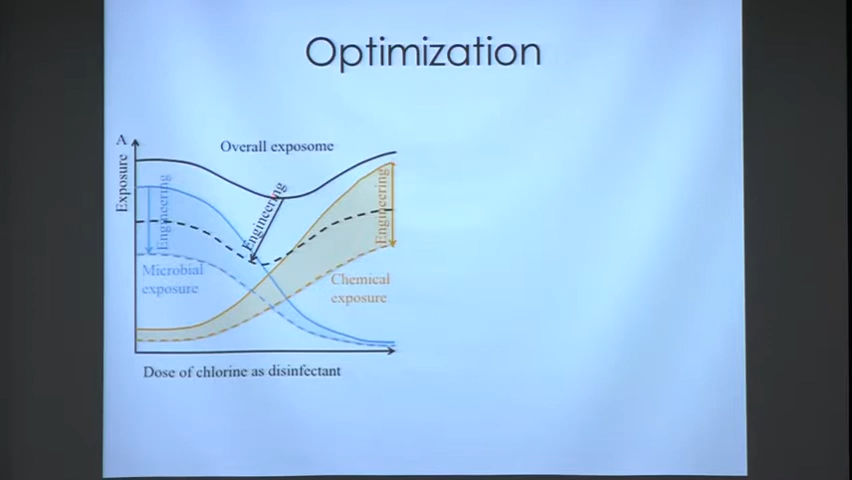 Optimization
A
Overall exposome
Exposure
Engineering
Engineering
Engineering
Microbial
exposure
Chemical
exposure
Dose of chlorine as disinfectant